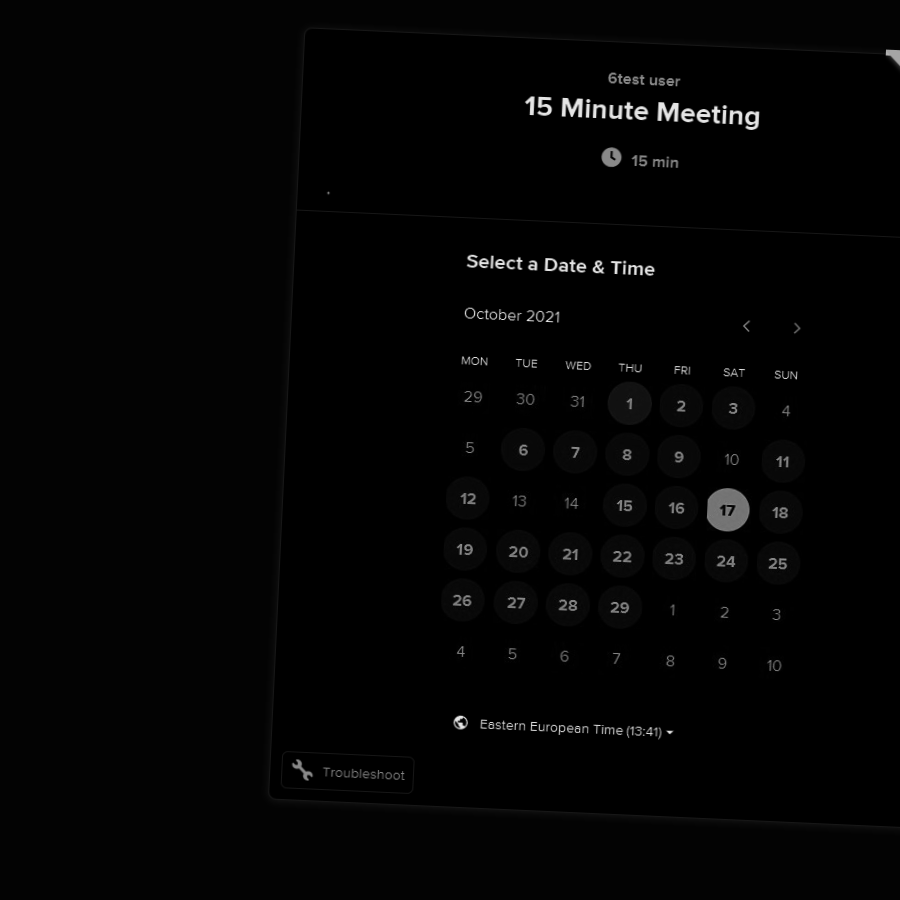 6test user
15 Minute Meeting
15 min
Select a Date & Time
October 2021
MON TUE WED THU FRI SAT SUN
29 30 31 1 2 3 4
5 6 7 8 9 10 11
12 13 14 15 16 17 18
19 20 21 22 23 24 25
26 27 28 29 1 2 3
4 5 6 7 8 9 10
Eastern European Time (13:41)
Troubleshoot